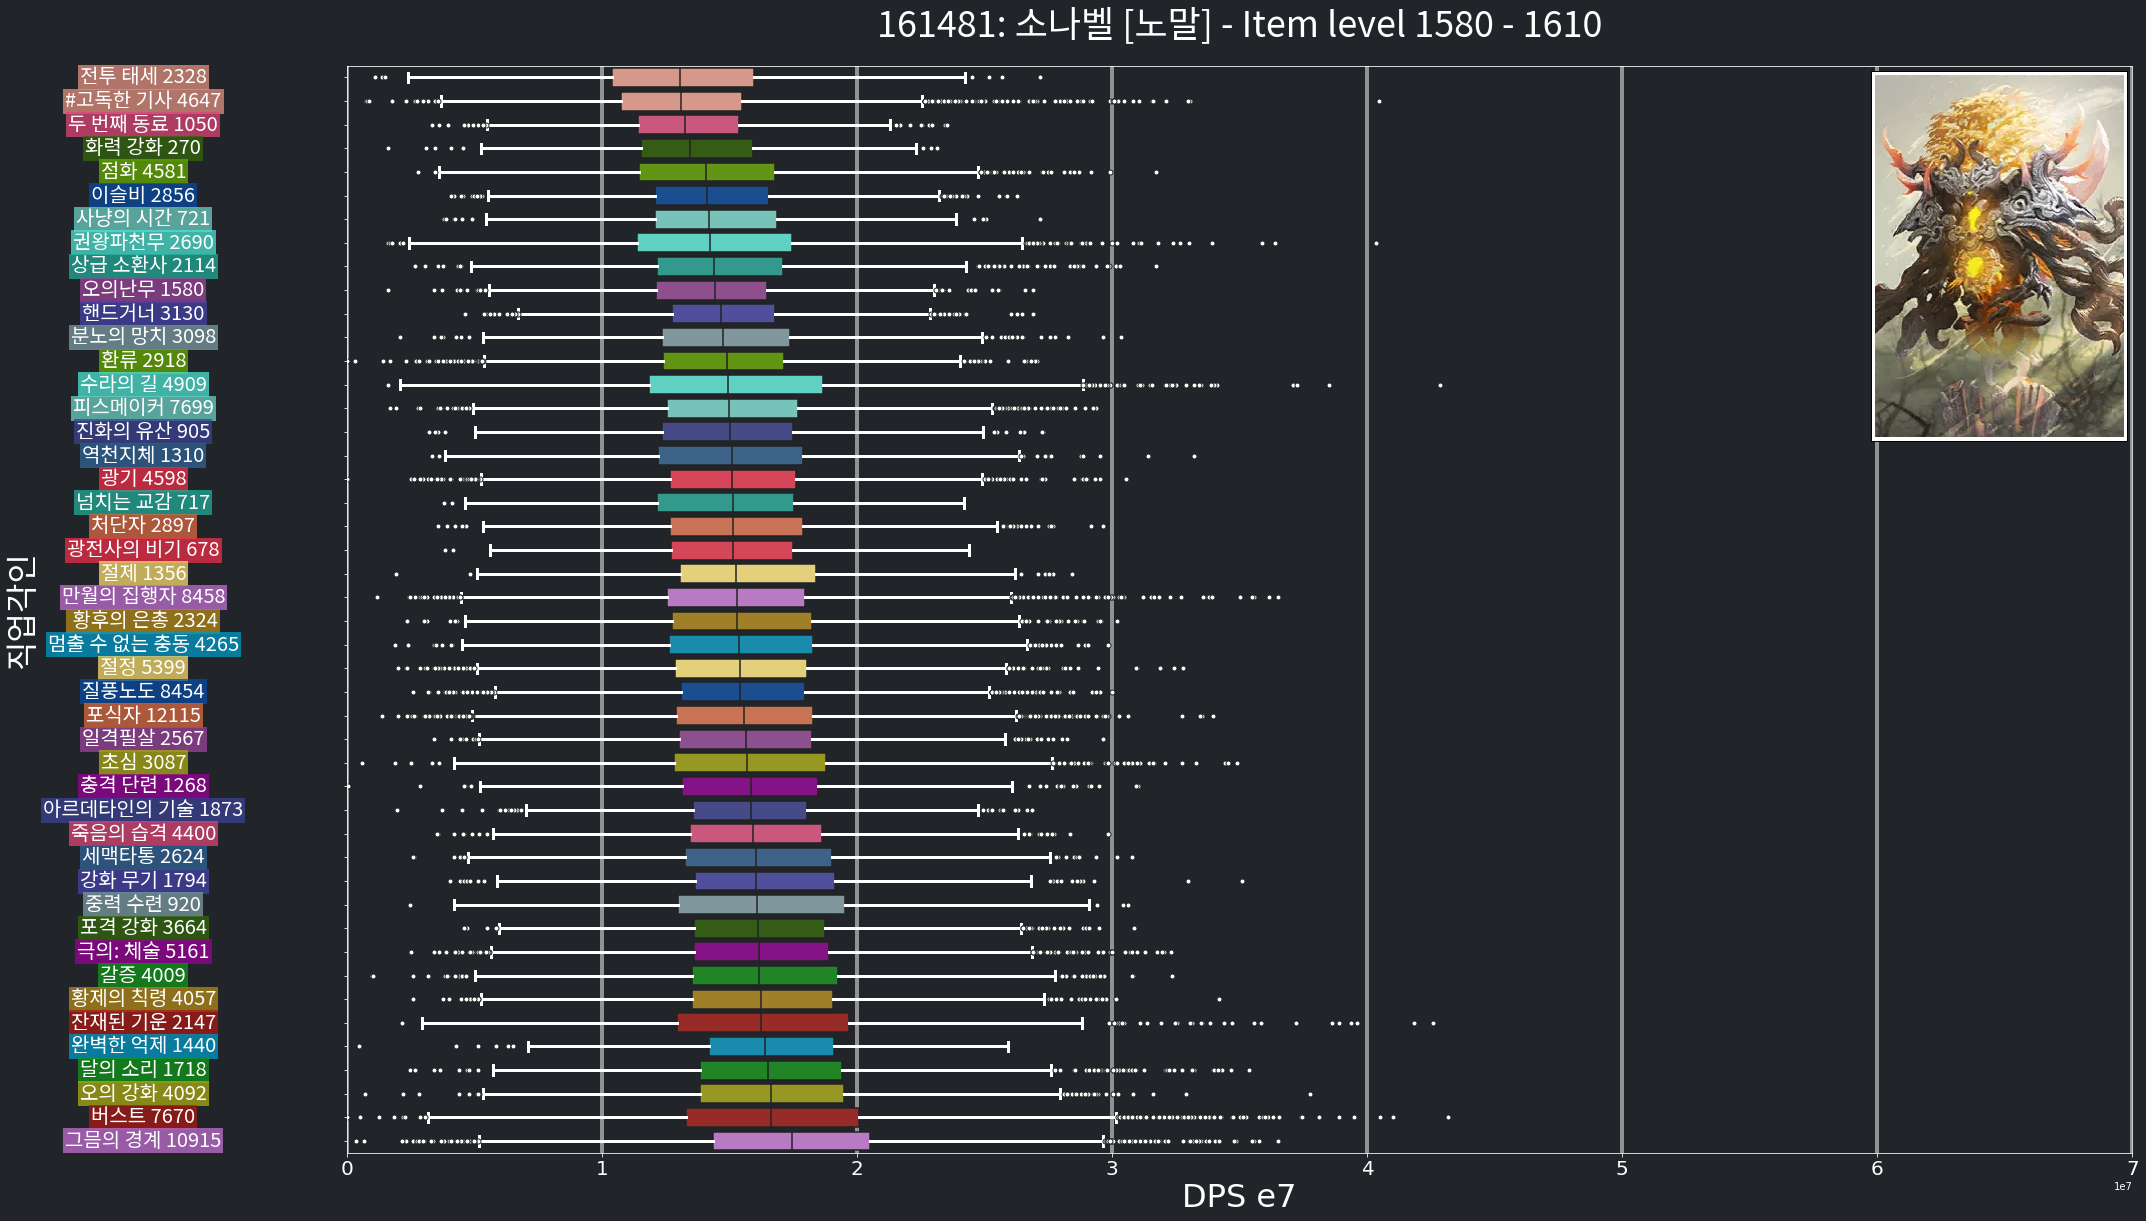 161481: 소나벨 [노말] - Item level 1580 - 1610
전투 태세 2328
#고독한 기사 4647
두 번째 동료 1050
화력 강화 270
점화 4581
이슬비 2856
사냥의 시간 721
권왕파천무 2690
상급 소환사 2114
오의난무 1580
핸드거너 3130
분노의 망치 3098
환류 2918
수라의 길 4909
피스메이커 7699
진화의 유산 905
역천지체 1310
광기 4598
넘치는 교감 717
처단자 2897
광전사의 비기 678
절제 1356
만월의 집행자 8458
황후의 은총 2324
멈출 수 없는 충동 4265
절정 5399
질풍노도 8454
포식자 12115
일격필살 2567
초심 3087
충격 단련 1268
아르데타인의 기술 1873
죽음의 습격 4400
세맥타통 2624
강화 무기 1794
중력 수련 920
포격 강화 3664
극의: 체술 5161
갈증 4009
황제의 칙령 4057
잔재된 기운 2147
완벽한 억제 1440
달의 소리 1718
오의 강화 4092
버스트 7670
그믐의 경계 10915
직업각인
0 1 2 3 4 5 6 7
1e7
DPS e7